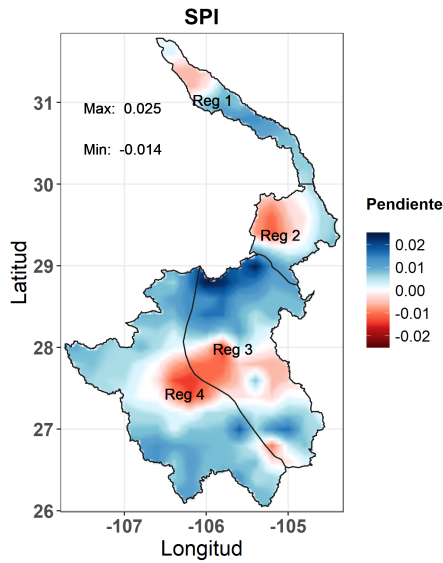 SPI
Max: 0.025
Min: -0.014
Reg 1
Reg 2
Reg 3
Reg 4
31
30
29
28
27
26
Latitud
-107
-106
-105
Longitud
Pendiente
0.02
0.01
0.00
-0.01
-0.02